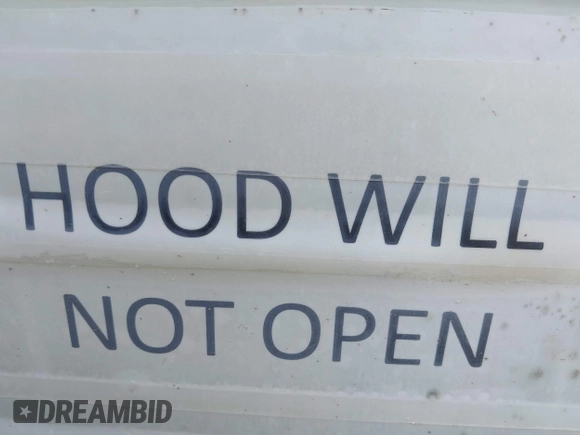 HOOD WILL
NOT OPEN
DREAMBID